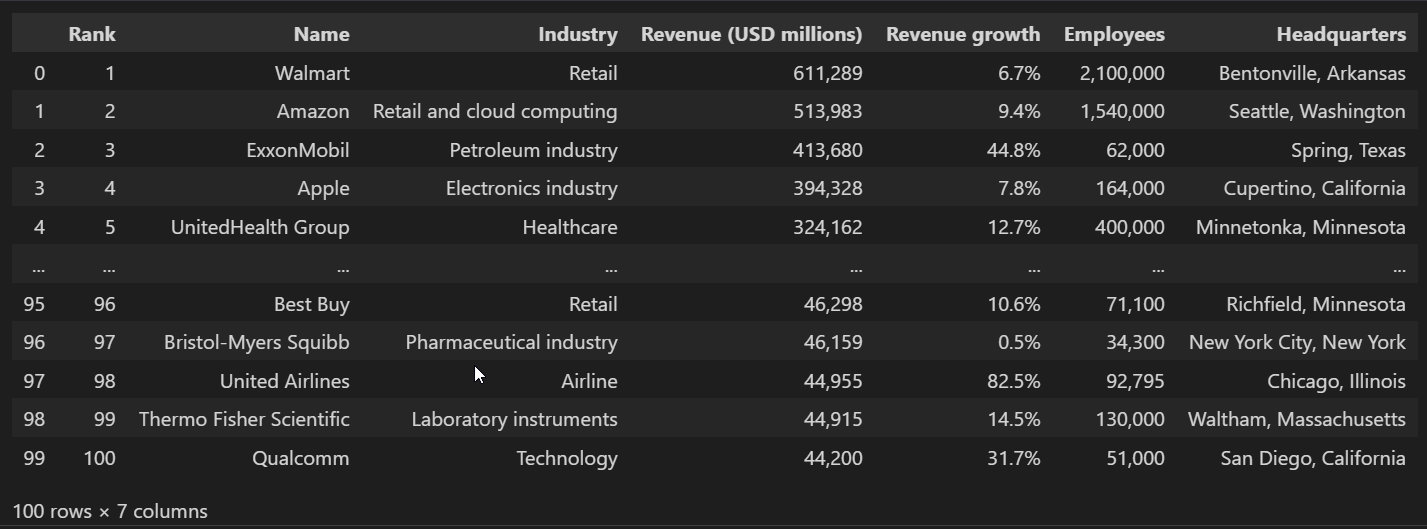 Rank Name Industry Revenue (USD millions) Revenue growth Employees Headquarters
0 1 Walmart Retail 611,289 6.7% 2,100,000 Bentonville, Arkansas
1 2 Amazon Retail and cloud computing 513,983 9.4% 1,540,000 Seattle, Washington
2 3 ExxonMobil Petroleum industry 413,680 44.8% 62,000 Spring, Texas
3 4 Apple Electronics industry 394,328 7.8% 164,000 Cupertino, California
4 5 UnitedHealth Group Healthcare 324,162 12.7% 400,000 Minnetonka, Minnesota
... ... ... ... ... ... ... ...
95 96 Best Buy Retail 46,298 10.6% 71,100 Richfield, Minnesota
96 97 Bristol-Myers Squibb Pharmaceutical industry 46,159 0.5% 34,300 New York City, New York
97 98 United Airlines Airline 44,955 82.5% 92,795 Chicago, Illinois
98 99 Thermo Fisher Scientific Laboratory instruments 44,915 14.5% 130,000 Waltham, Massachusetts
99 100 Qualcomm Technology 44,200 31.7% 51,000 San Diego, California
100 rows × 7 columns